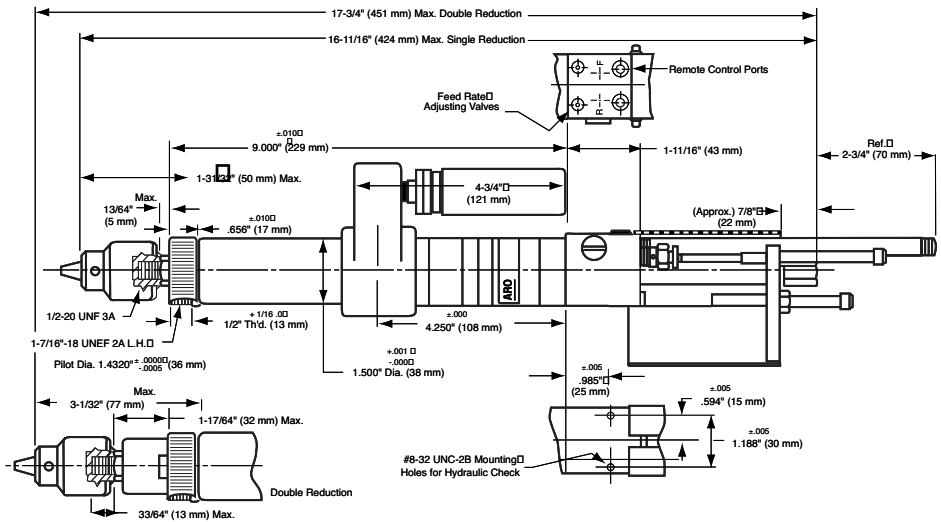 17-3/4" (451 mm) Max. Double Reduction
16-11/16" (424 mm) Max. Single Reduction
Remote Control Ports
F
R
Feed Rate□
Adjusting Valves
±.010□
9.000" (229 mm)
1-11/16" (43 mm)
Ref.□
2-3/4" (70 mm)
1-31/32" (50 mm) Max.
4-3/4"□
(121 mm)
Max.
13/64"
(5 mm)
±.010□
.656" (17 mm)
(Approx.) 7/8"□
(22 mm)
ARO
1/2-20 UNF 3A
+ 1/16 .0□
1/2" Th'd. (13 mm)
±.000
4.250" (108 mm)
1-7/16"-18 UNEF 2A L.H.□
Pilot Dia. 1.4320" ± .0000□ -.0005 (36 mm)
+.001 □
-.000□
1.500" Dia. (38 mm)
±.005
.985"□
(25 mm)
±.005
.594" (15 mm)
Max.
3-1/32" (77 mm)
1-17/64" (32 mm) Max.
±.005
1.188" (30 mm)
#8-32 UNC-2B Mounting□
Holes for Hydraulic Check
Double Reduction
33/64" (13 mm) Max.